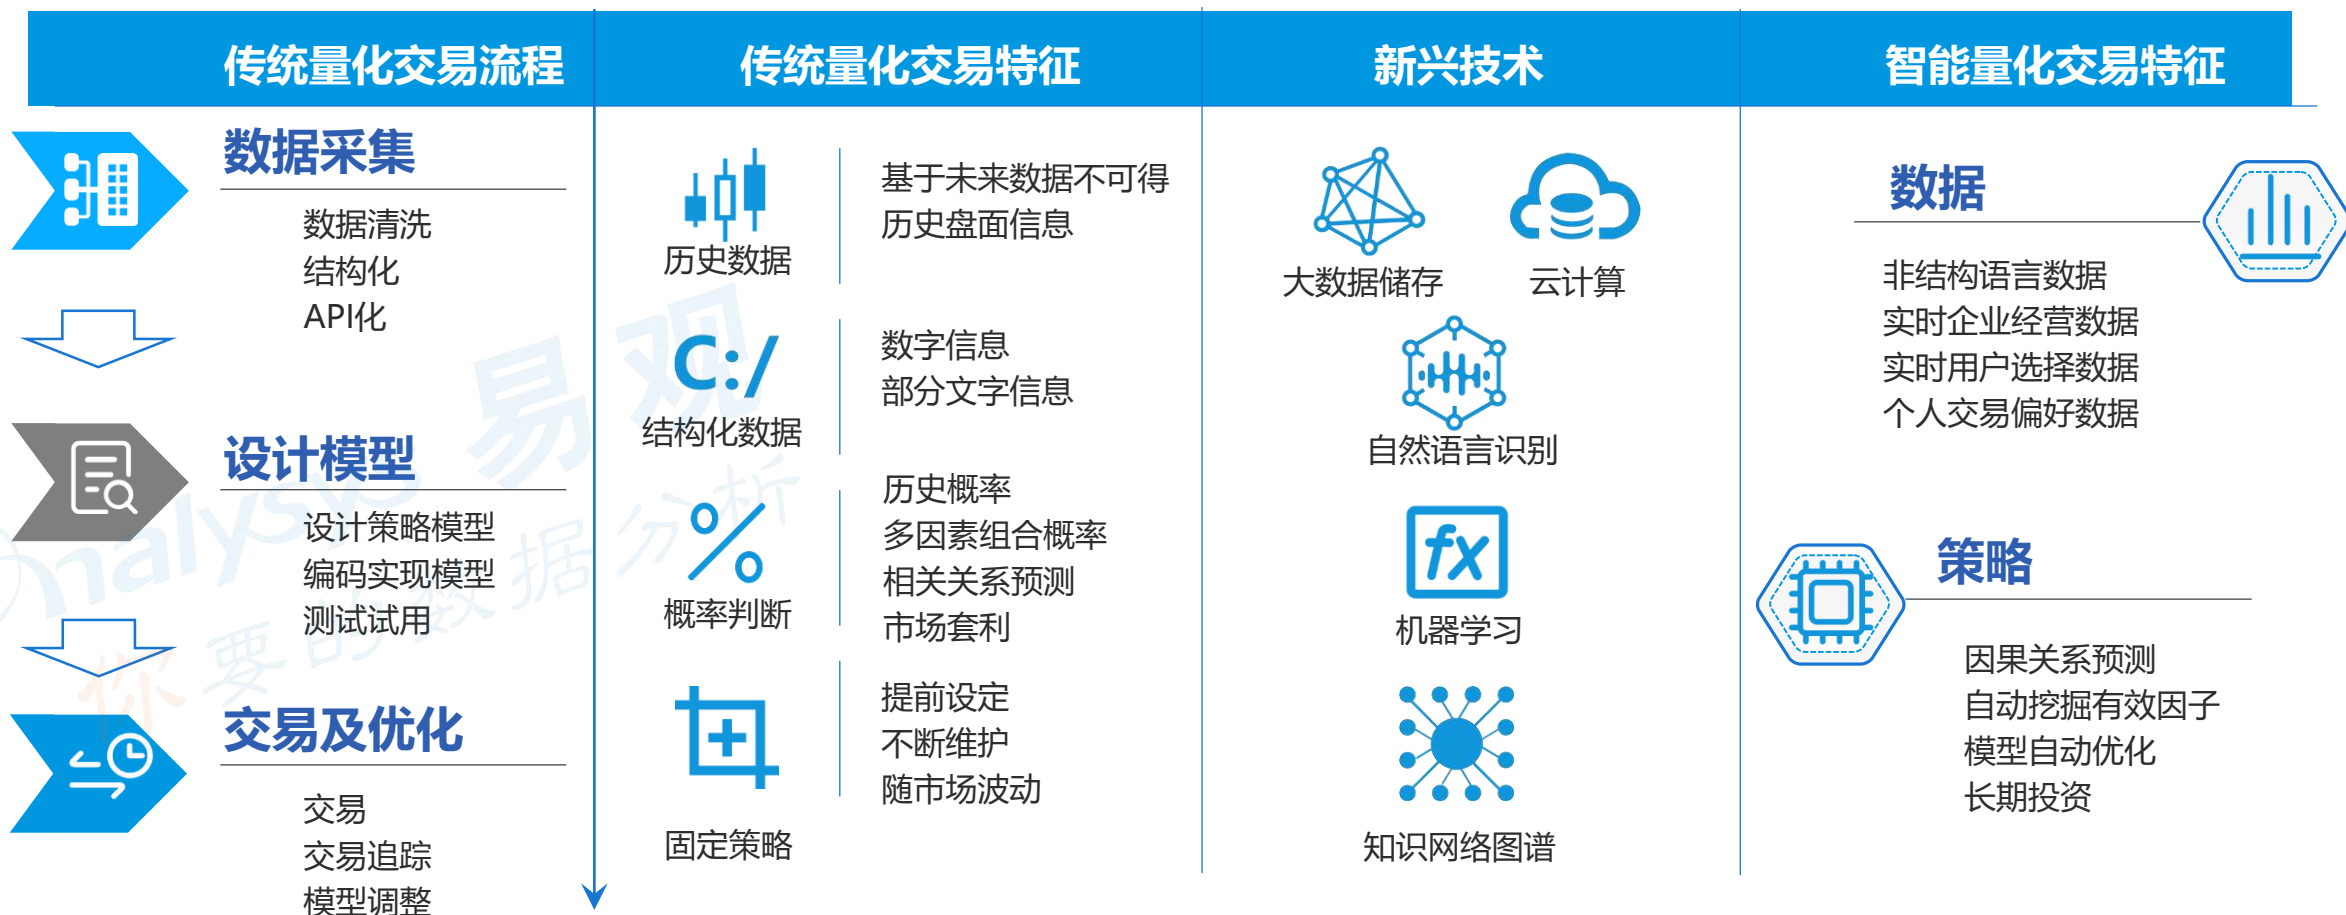 传统量化交易流程
传统量化交易特征
新兴技术
智能量化交易特征
数据采集
数据清洗
结构化
API化
设计模型
设计策略模型
编码实现模型
测试试用
交易及优化
交易
交易追踪
模型调整
历史数据
基于未来数据不可得
历史盘面信息
C:/
结构化数据
数字信息
部分文字信息
概率判断
历史概率
多因素组合概率
相关关系预测
市场套利
固定策略
提前设定
不断维护
随市场波动
大数据储存
云计算
自然语言识别
fx
机器学习
知识网络图谱
数据
非结构语言数据
实时企业经营数据
实时用户选择数据
个人交易偏好数据
策略
因果关系预测
自动挖掘有效因子
模型自动优化
长期投资
analysys 易观
你要的数据分析